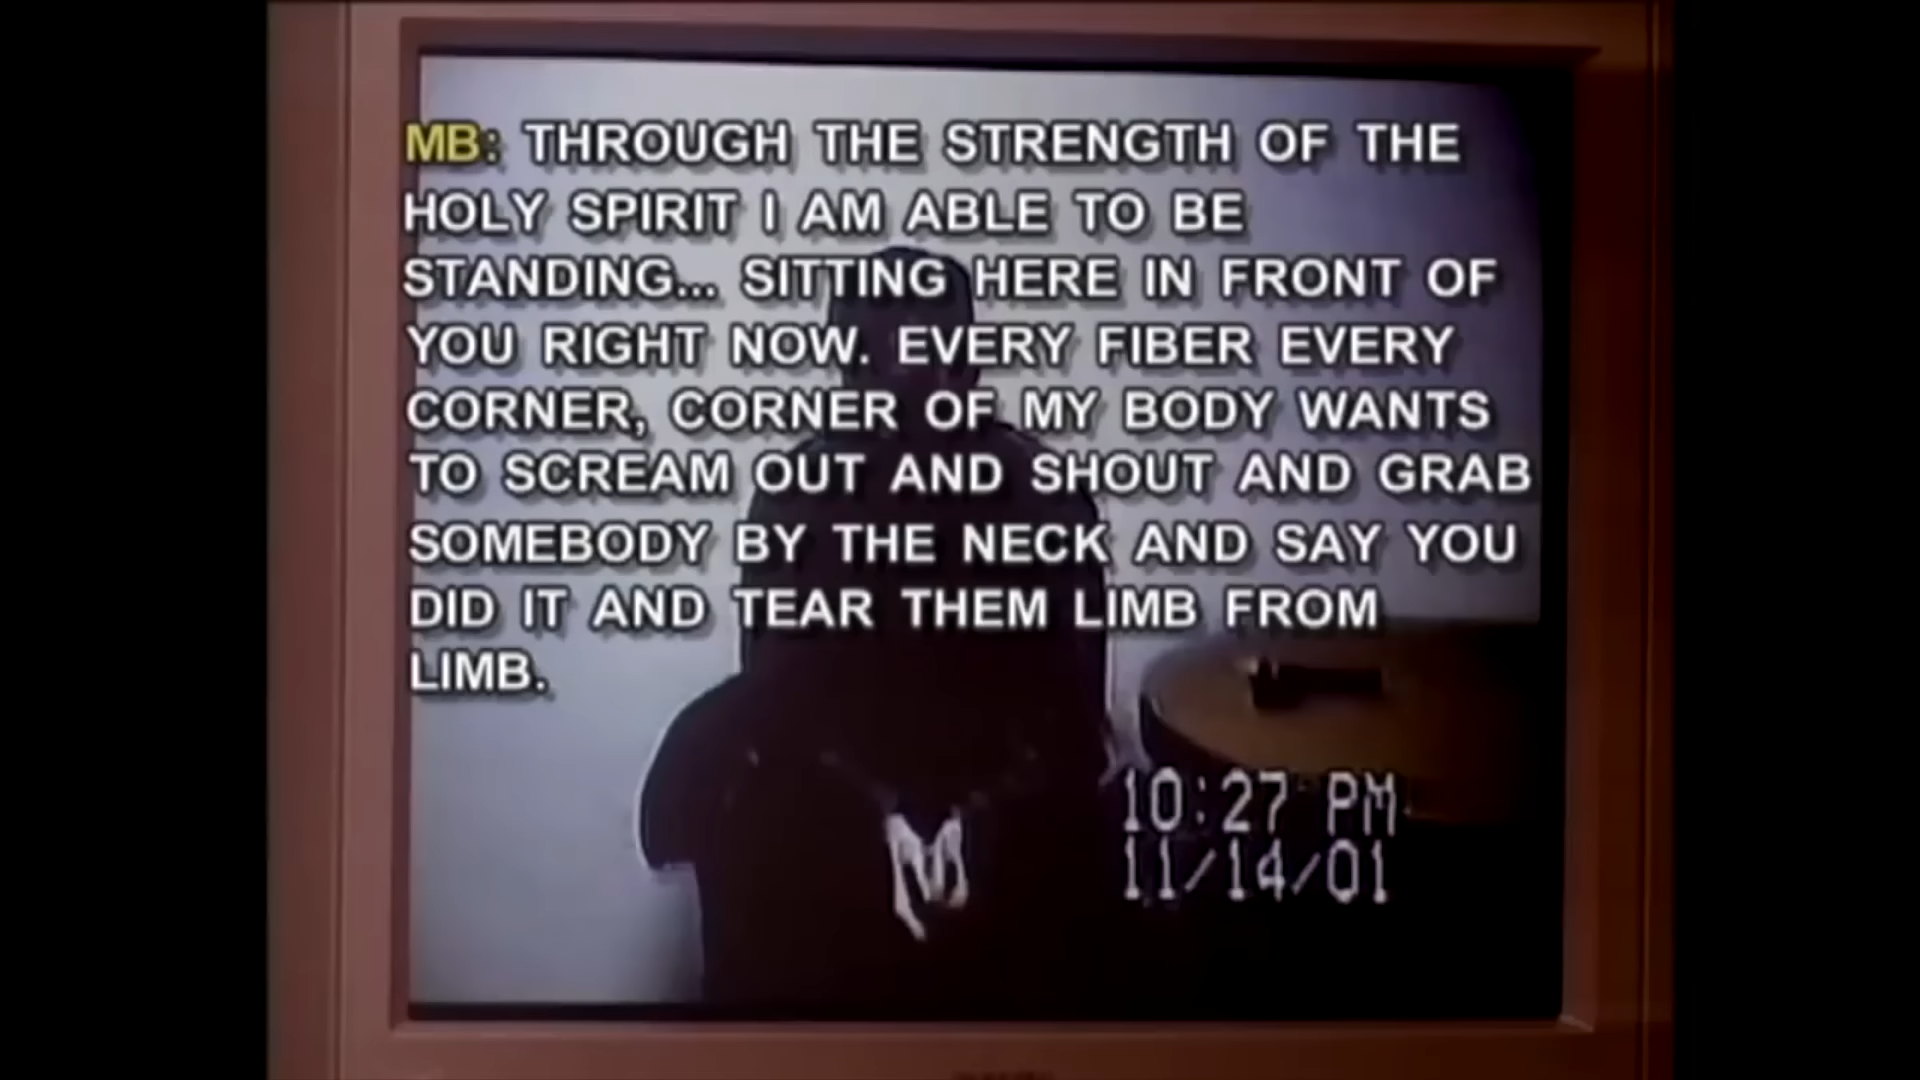 MB: THROUGH THE STRENGTH OF THE
HOLY SPIRIT I AM ABLE TO BE
STANDING... SITTING HERE IN FRONT OF
YOU RIGHT NOW. EVERY FIBER EVERY
CORNER, CORNER OF MY BODY WANTS
TO SCREAM OUT AND SHOUT AND GRAB
SOMEBODY BY THE NECK AND SAY YOU
DID IT AND TEAR THEM LIMB FROM
LIMB.
10:27 PM
11/14/01